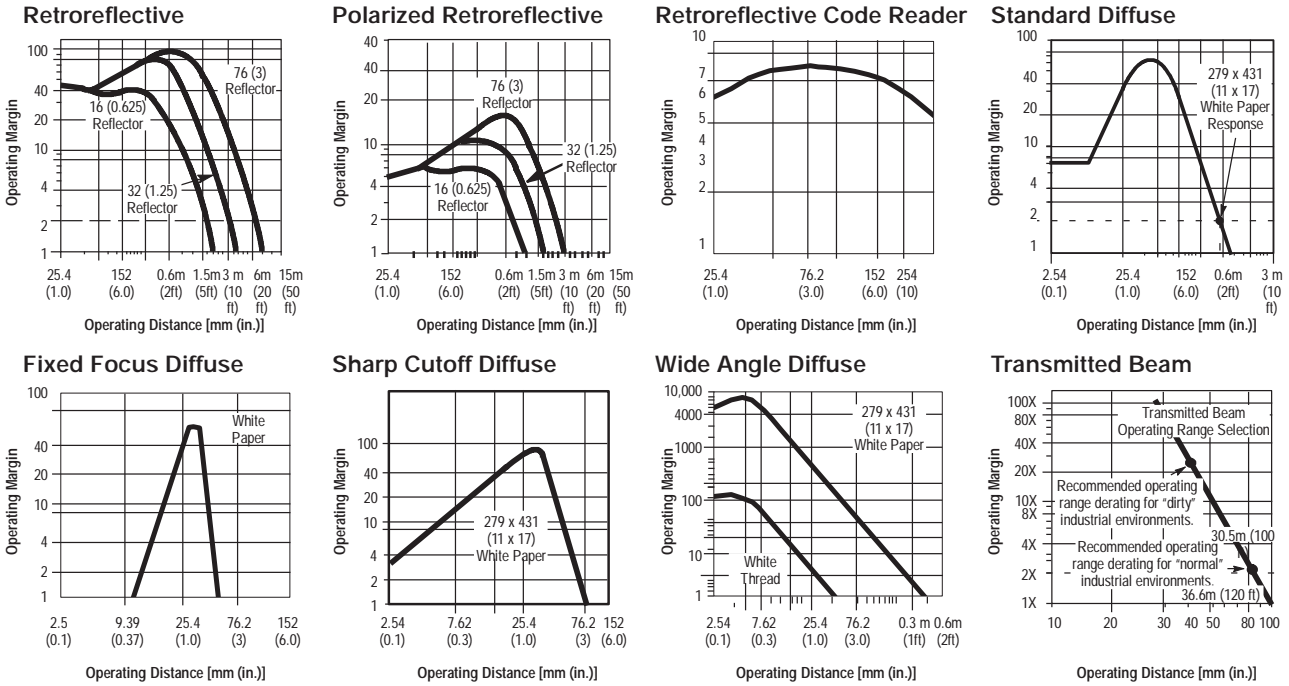 Retroreflective
Operating Margin
100
40
20
10
4
2
1
76 (3)
Reflector
16 (0.625)
Reflector
32 (1.25)
Reflector
25.4 152 0.6m 1.5m 3 m 6m 15m
(1.0) (6.0) (2ft) (5ft) (10 (20 (50
ft) ft) ft)
Operating Distance [mm (in.)]
Polarized Retroreflective
Operating Margin
40
40
20
10
4
2
1
76 (3)
Reflector
32 (1.25)
Reflector
16 (0.625)
Reflector
25.4 152 0.6m 1.5m 3 m 6m 15m
(1.0) (6.0) (2ft) (5ft) (10 (20 (50
ft) ft) ft)
Operating Distance [mm (in.)]
Retroreflective Code Reader
Operating Margin
10
7
6
5
4
3
2
1
25.4 76.2 152 254
(1.0) (3.0) (6.0) (10)
Operating Distance [mm (in.)]
Standard Diffuse
Operating Margin
100
40
20
10
4
2
1
279 x 431
(11 x 17)
White Paper
Response
2.54 25.4 152 0.6m 3 m
(0.1) (1.0) (6.0) (2ft) (10
ft)
Operating Distance [mm (in.)]
Fixed Focus Diffuse
Operating Margin
100
40
20
10
4
2
1
White
Paper
2.5 9.39 25.4 76.2 152
(0.1) (0.37) (1.0) (3) (6.0)
Operating Distance [mm (in.)]
Sharp Cutoff Diffuse
Operating Margin
100
40
20
10
4
2
1
279 x 431
(11 x 17)
White Paper
2.54 7.62 25.4 76.2 152
(0.1) (0.3) (1.0) (3) (6.0)
Operating Distance [mm (in.)]
Wide Angle Diffuse
Operating Margin
10,000
4000
1000
100
10
1
279 x 431
(11 x 17)
White Paper
White
Thread
2.54 7.62 25.4 76.2 0.3 m 0.6m
(0.1) (0.3) (1.0) (3.0) (1ft) (2ft)
Operating Distance [mm (in.)]
Transmitted Beam
Operating Margin
100X
80X
40X
20X
10X
8X
4X
2X
1X
Transmitted Beam
Operating Range Selection
Recommended operating
range derating for "dirty"
industrial environments.
30.5m (100
Recommended operating
range derating for "normal"
industrial environments.
36.6m (120 ft)
10 20 30 40 50 80 100
Operating Distance [mm (in.)]